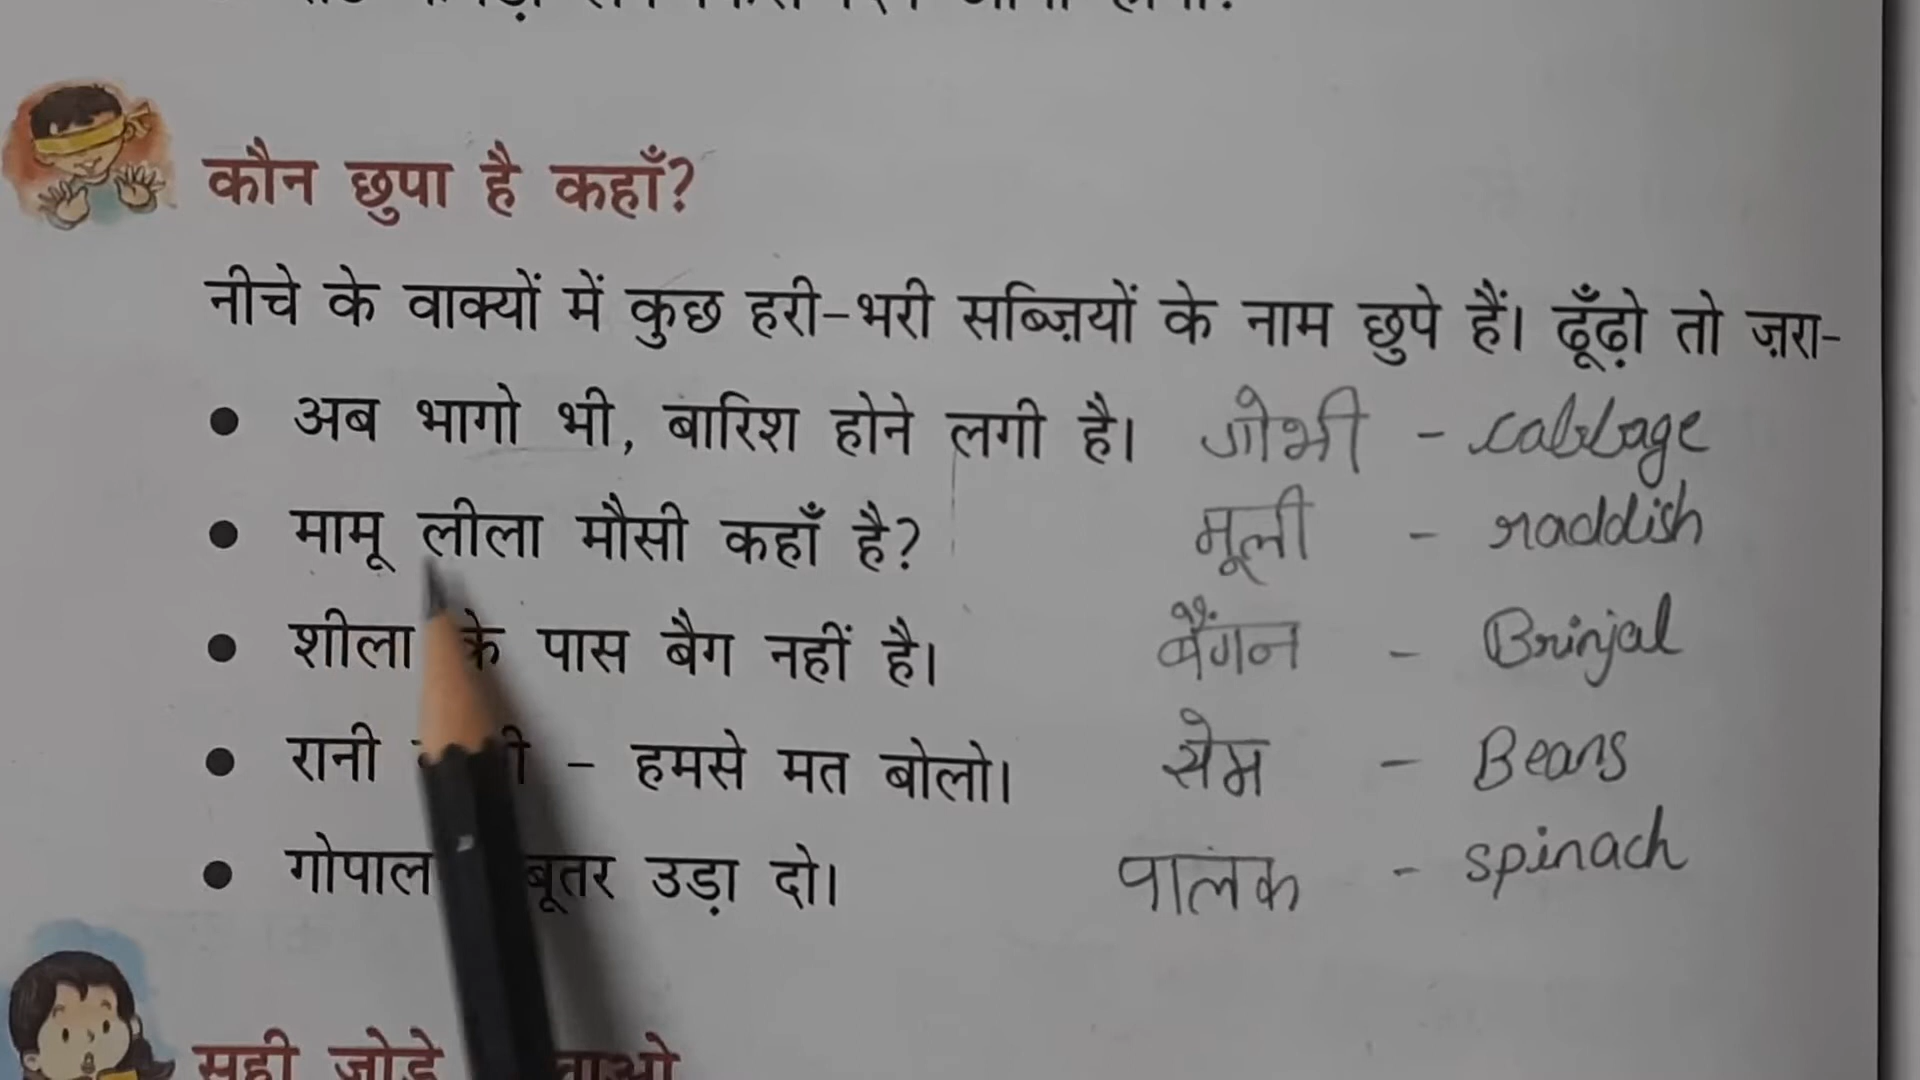 कौन छुपा है कहाँ?
नीचे के वाक्यों में कुछ हरी-भरी सब्ज़ियों के नाम छुपे हैं। ढूँढ़ो तो ज़रा-
• अब भागो भी, बारिश होने लगी है। गोभी - cabbage
• मामू लीला मौसी कहाँ है? मूली - raddish
• शीला के पास बैग नहीं है। बैंगन - Brinjal
• रानी - हमसे मत बोलो। सेम - Beans
• गोपाल बूतर उड़ा दो। पालक - spinach
सही जोड़े